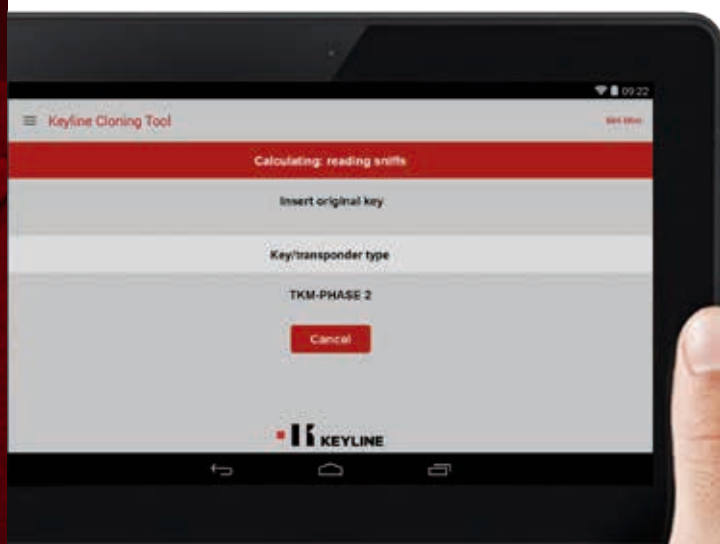 09:22
Keyline Cloning Tool
Calculating: reading sniffs
Insert original key
Key/transponder type
TKM-PHASE 2
Cancel
KEYLINE